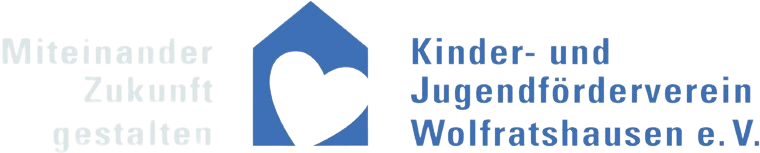 Miteinander
Zukunft
gestalten
Kinder- und
Jugendförderverein
Wolfratshausen e. V.